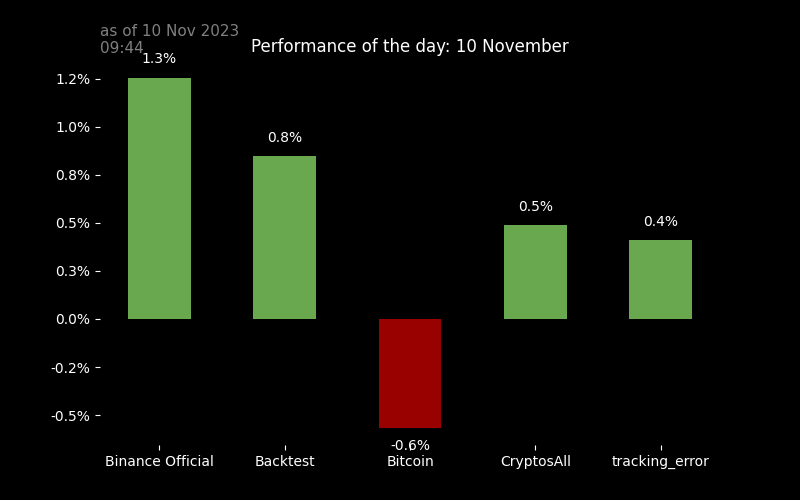 as of 10 Nov 2023
09:44
Performance of the day: 10 November
1.3%
1.2%
1.0%
0.8%
0.5%
0.3%
0.0%
-0.2%
-0.5%
0.8%
-0.6%
0.5%
0.4%
Binance Official
Backtest
Bitcoin
CryptosAll
tracking_error